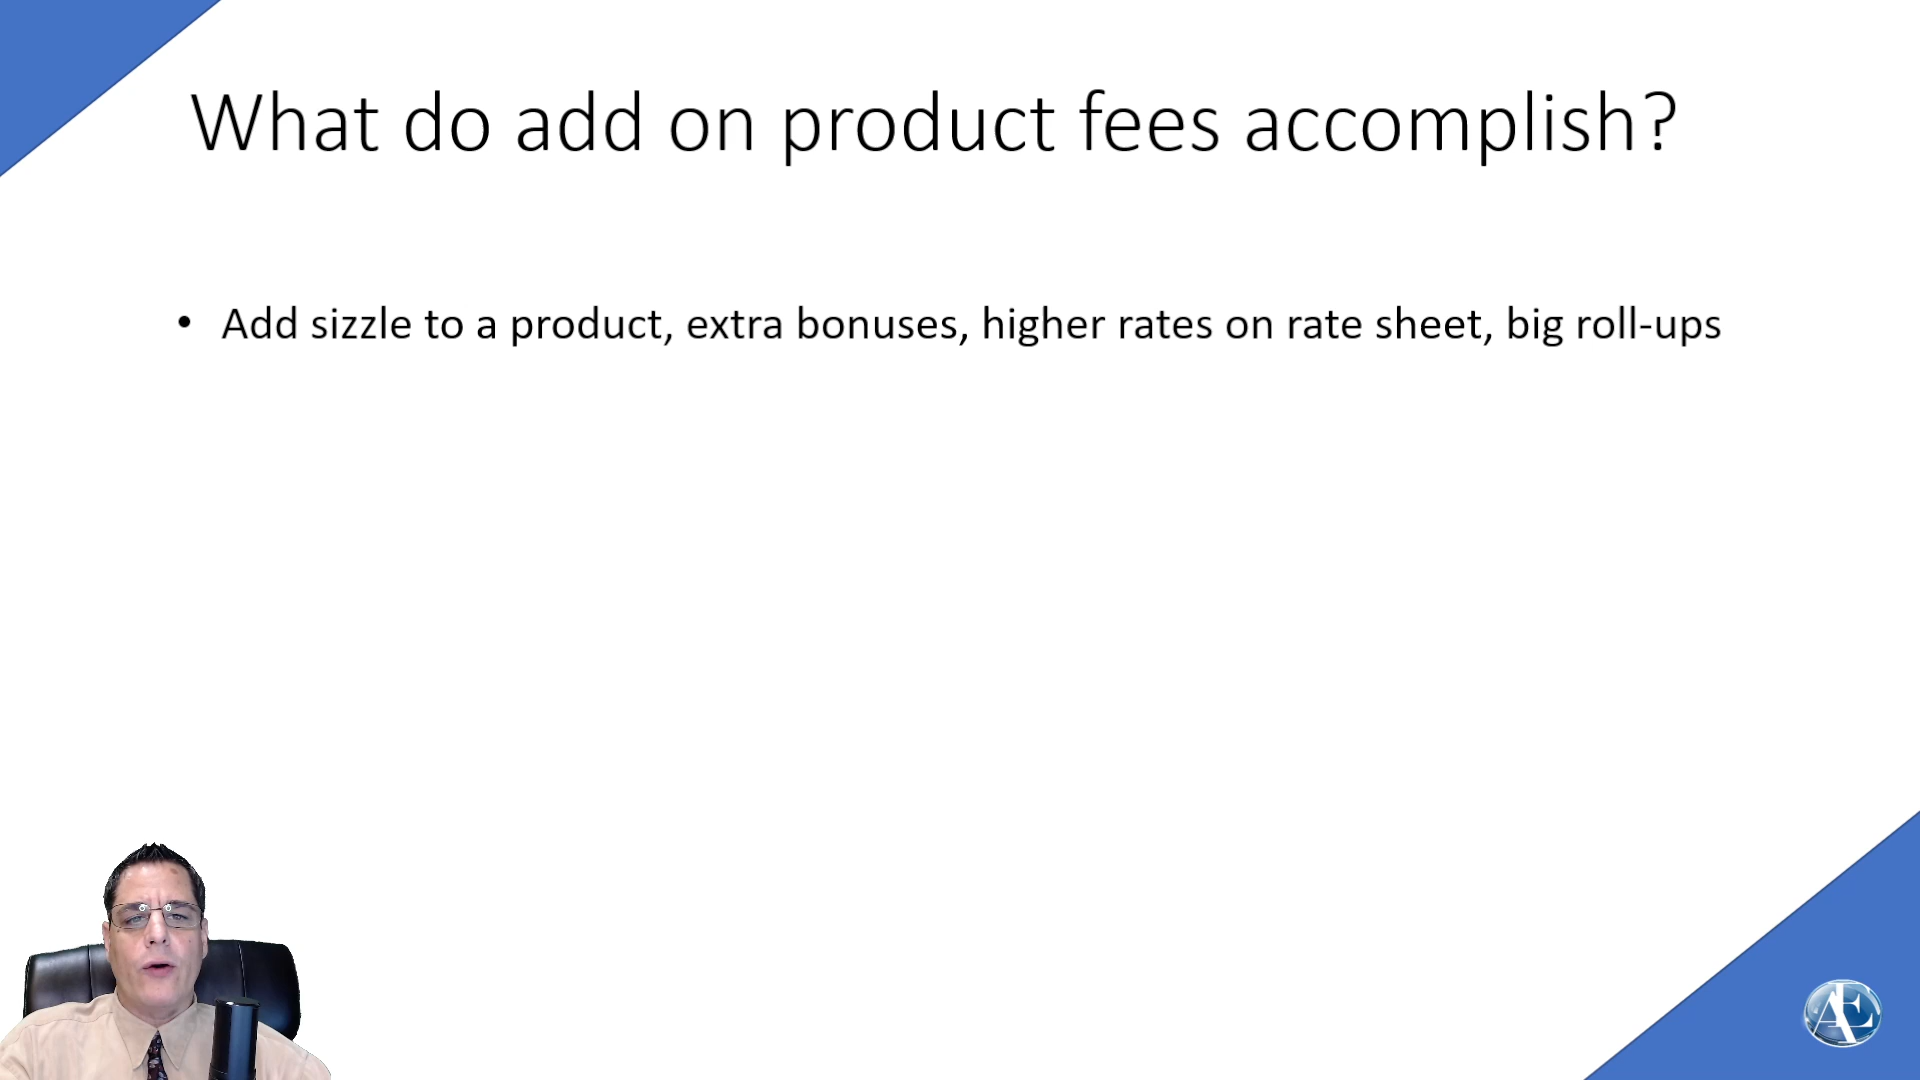 What do add on product fees accomplish?
• Add sizzle to a product, extra bonuses, higher rates on rate sheet, big roll-ups
AE